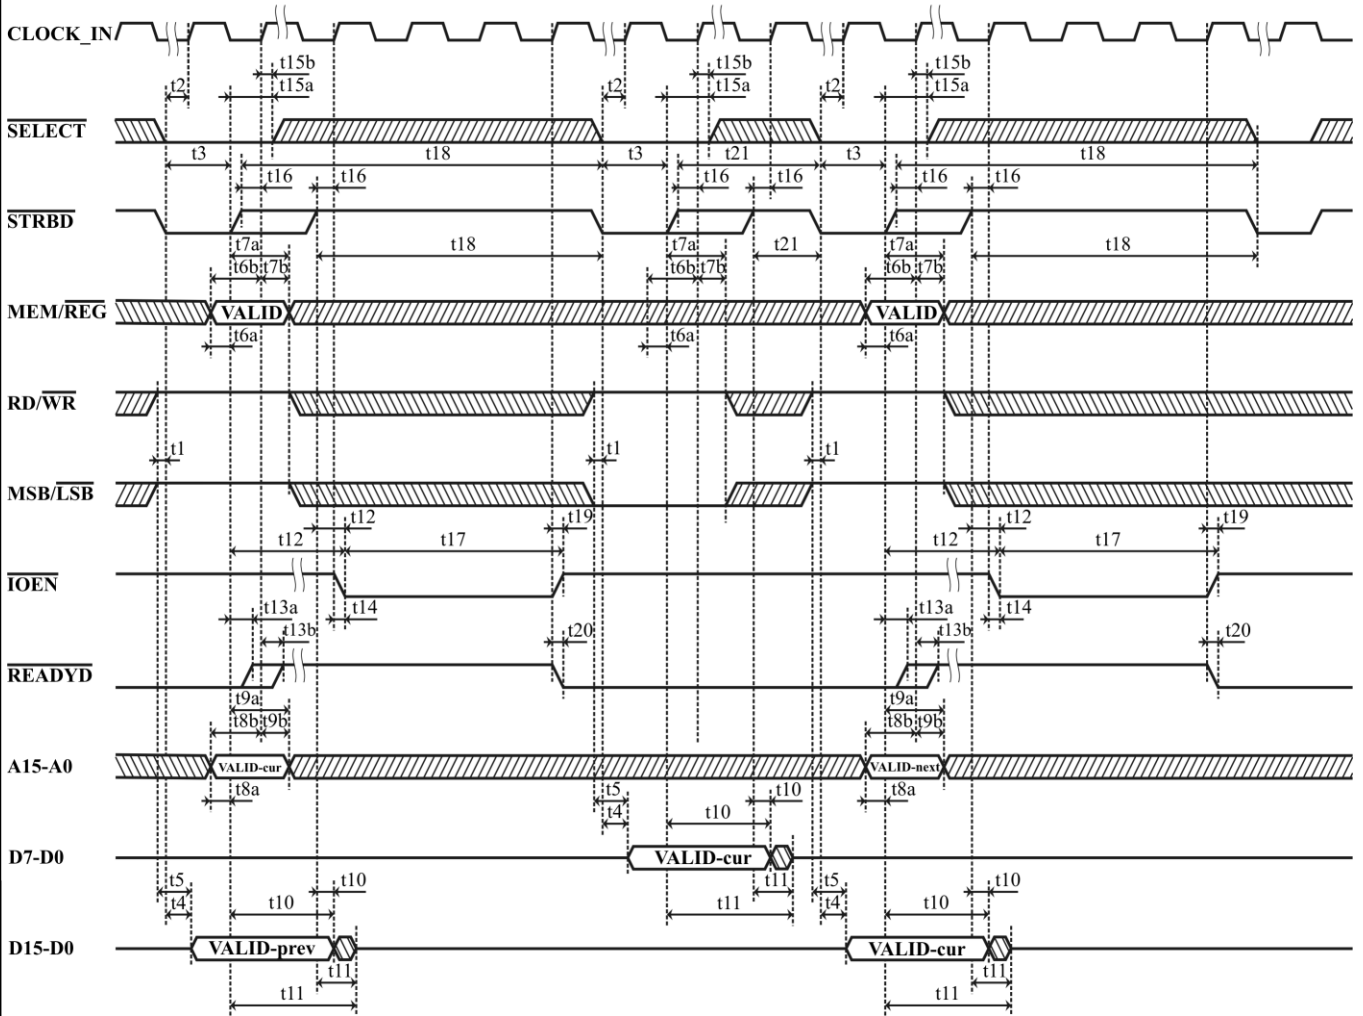 CLOCK_IN
t15b t15b t15b
t2 t15a t2 t15a t2 t15a
SELECT
t3 t18 t3 t21 t3 t18
t16 t16 t16 t16 t16 t16
STRBD
t7a t18 t7a t21 t7a t18
t6b t7b t6b t7b t6b t7b
MEM/REG VALID VALID
t6a t6a t6a
RD/WR
t1 t1 t1
MSB/LSB
t12 t19 t12 t19
t12 t17 t12 t17
IOEN
t13a t14 t13a t14
t13b t20 t13b t20
READYD
t9a t9a
t8b t9b t8b t9b
A15-A0 VALID-cur VALID-next
t8a t5 t10 t8a
t4 t10
D7-D0 VALID-cur
t5 t10 t11 t5 t10
t4 t10 t11 t4 t10
D15-D0 VALID-prev VALID-cur
t11 t11
t11 t11